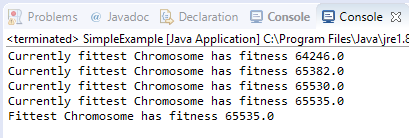 Problems @ Javadoc Declaration Console Console
<terminated> SimpleExample [Java Application] C:\Program Files\Java\jre1.8
Currently fittest Chromosome has fitness 64246.0
Currently fittest Chromosome has fitness 65382.0
Currently fittest Chromosome has fitness 65530.0
Currently fittest Chromosome has fitness 65535.0
Fittest Chromosome has fitness 65535.0